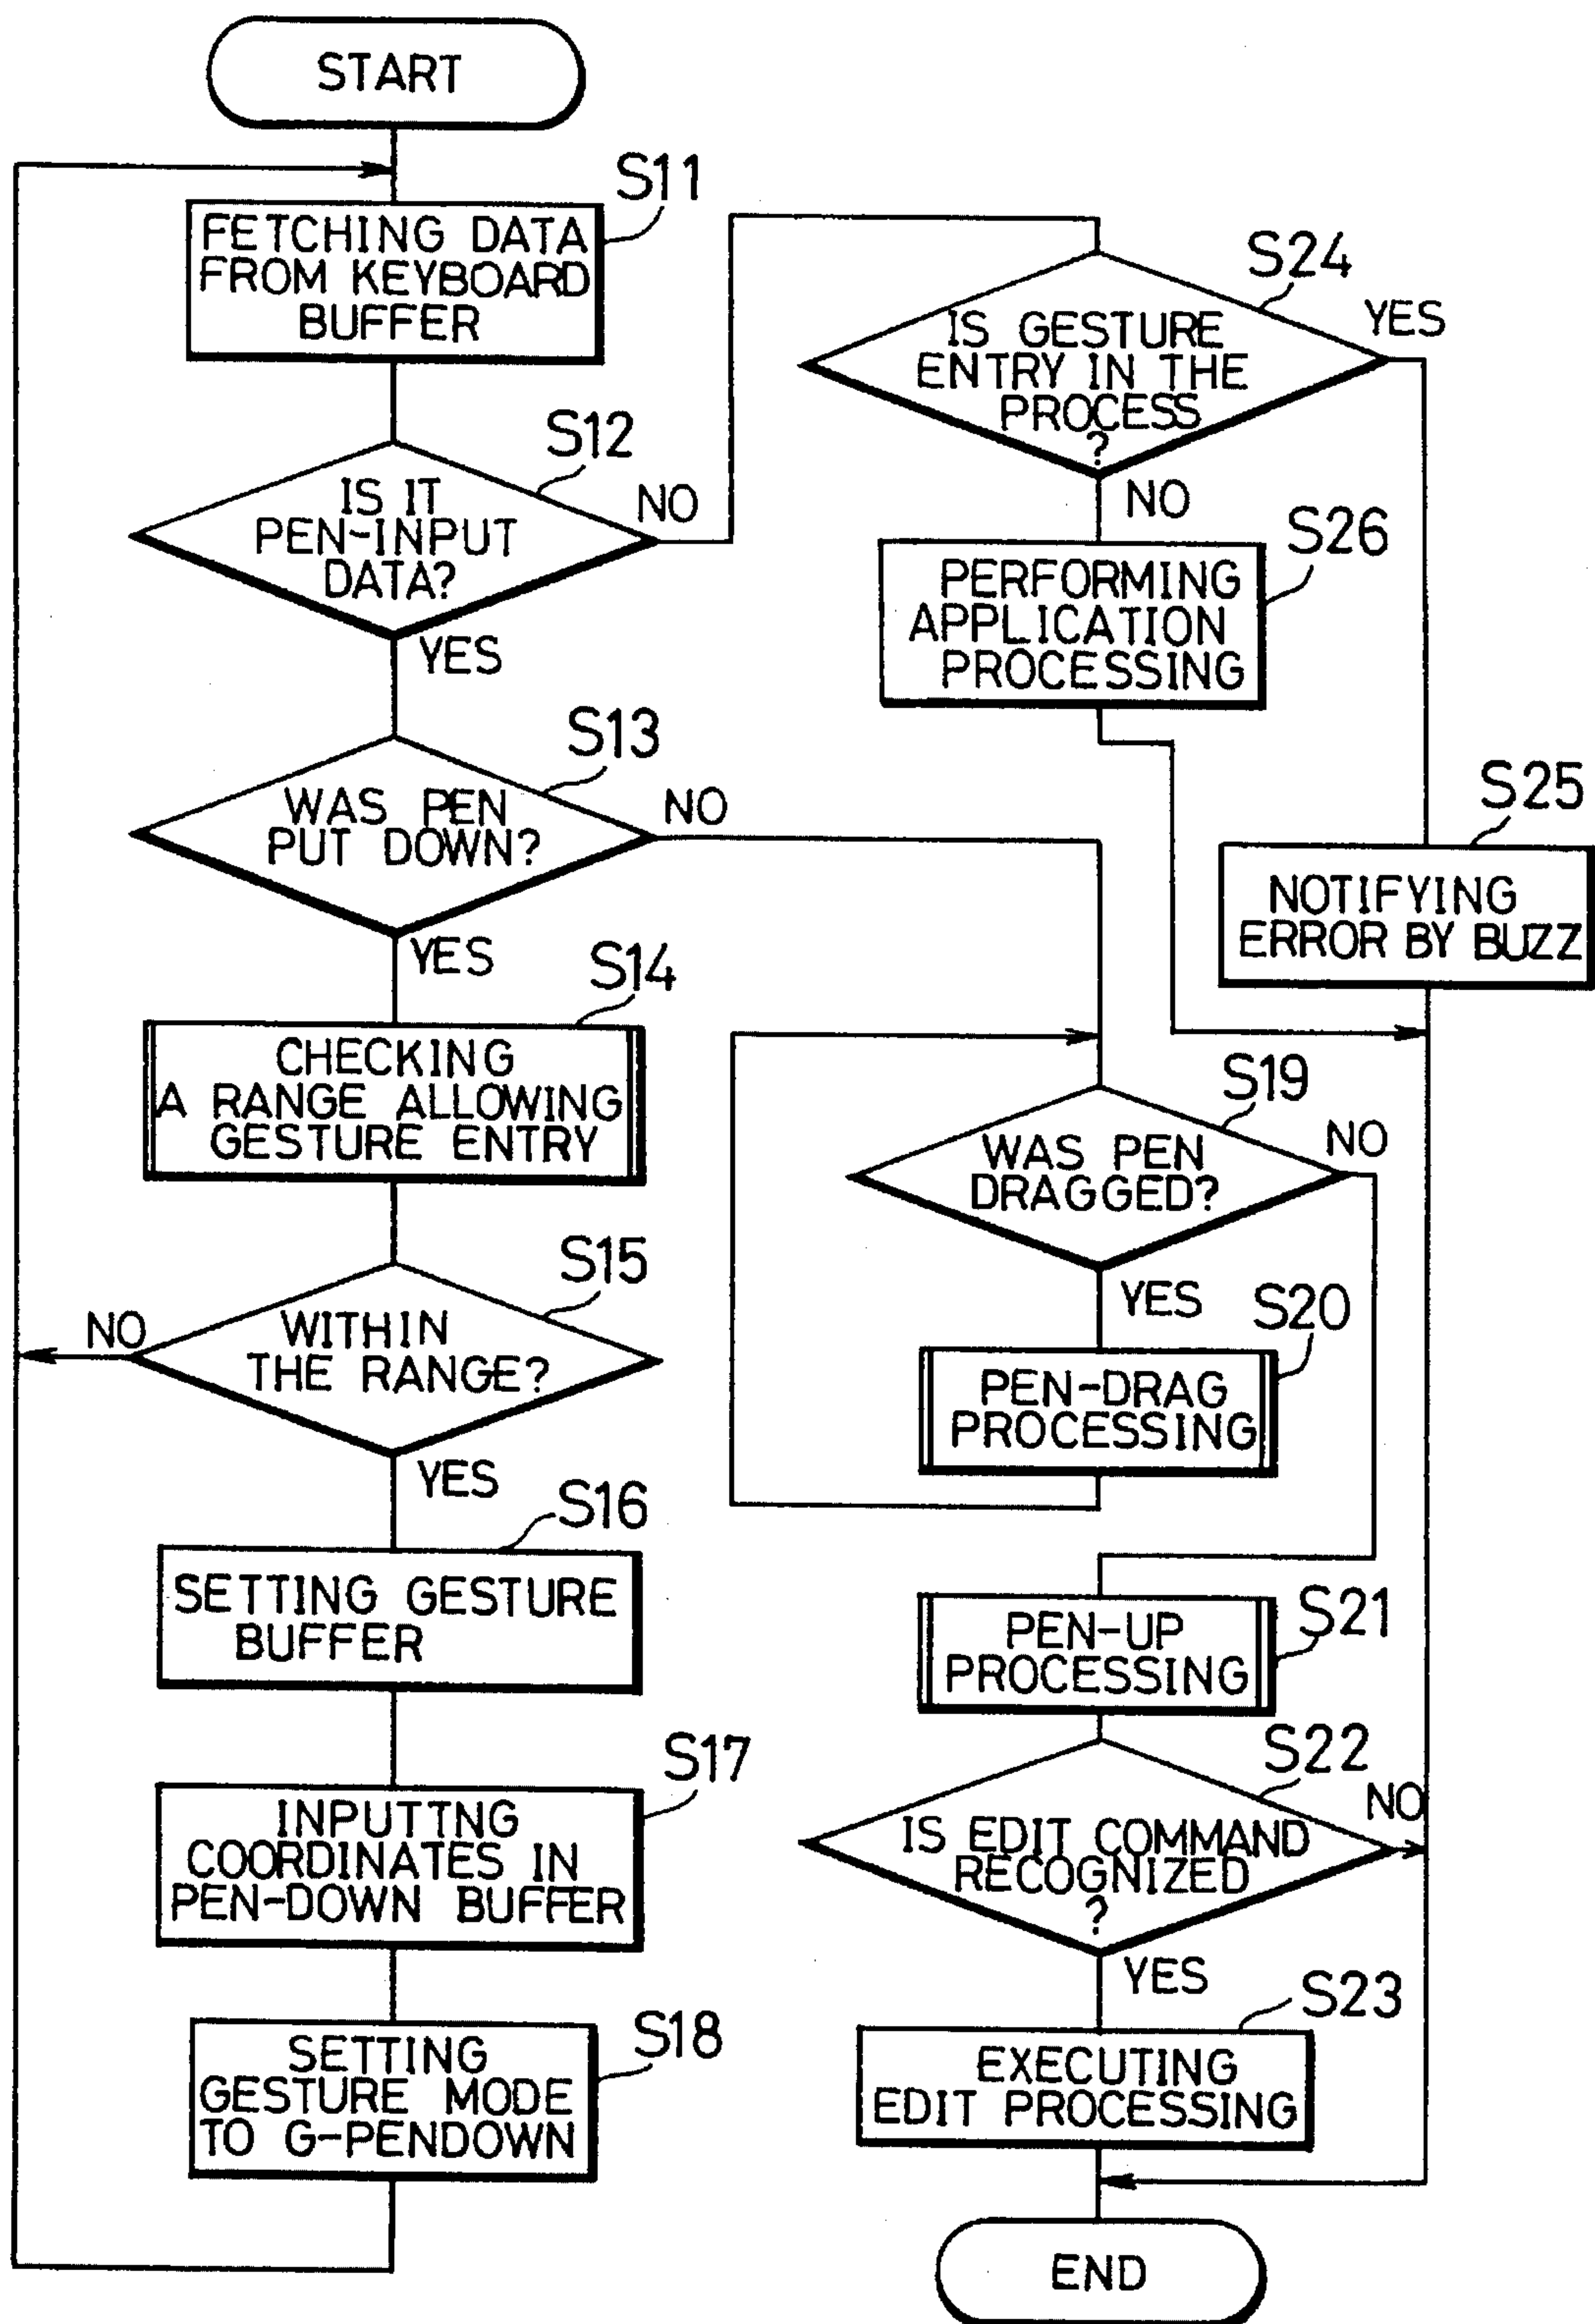 START
S11
FETCHING DATA
FROM KEYBOARD
BUFFER
S12
IS IT
PEN-INPUT
DATA?
NO
YES
S13
WAS PEN
PUT DOWN?
NO
YES
S14
CHECKING
A RANGE ALLOWING
GESTURE ENTRY
S15
WITHIN
THE RANGE?
NO
YES
S16
SETTING GESTURE
BUFFER
S17
INPUTTNG
COORDINATES IN
PEN-DOWN BUFFER
S18
SETTING
GESTURE MODE
TO G-PENDOWN
S24
IS GESTURE
ENTRY IN THE
PROCESS
?
YES
NO
S26
PERFORMING
APPLICATION
PROCESSING
S25
NOTIFYING
ERROR BY BUZZ
S19
WAS PEN
DRAGGED?
NO
YES
S20
PEN-DRAG
PROCESSING
S21
PEN-UP
PROCESSING
S22
IS EDIT COMMAND
RECOGNIZED
?
NO
YES
S23
EXECUTING
EDIT PROCESSING
END